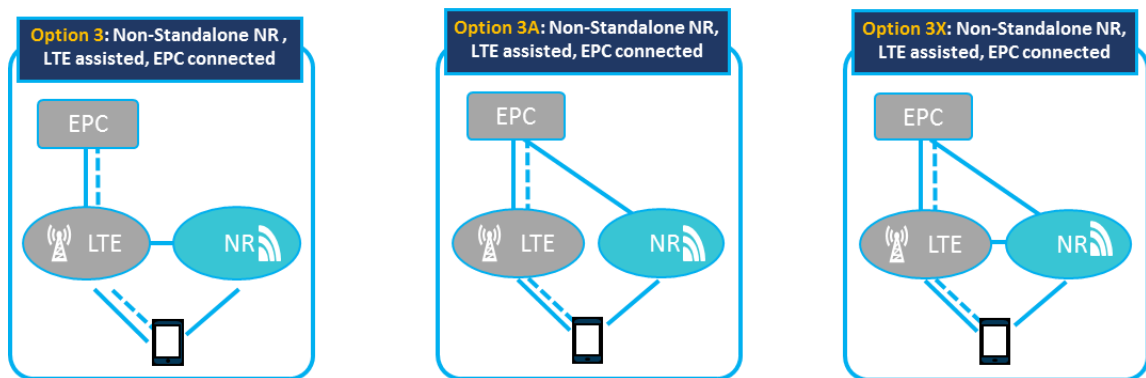 Option 3: Non-Standalone NR ,
LTE assisted, EPC connected
EPC
LTE
NR
Option 3A: Non-Standalone NR,
LTE assisted, EPC connected
EPC
LTE
NR
Option 3X: Non-Standalone NR,
LTE assisted, EPC connected
EPC
LTE
NR